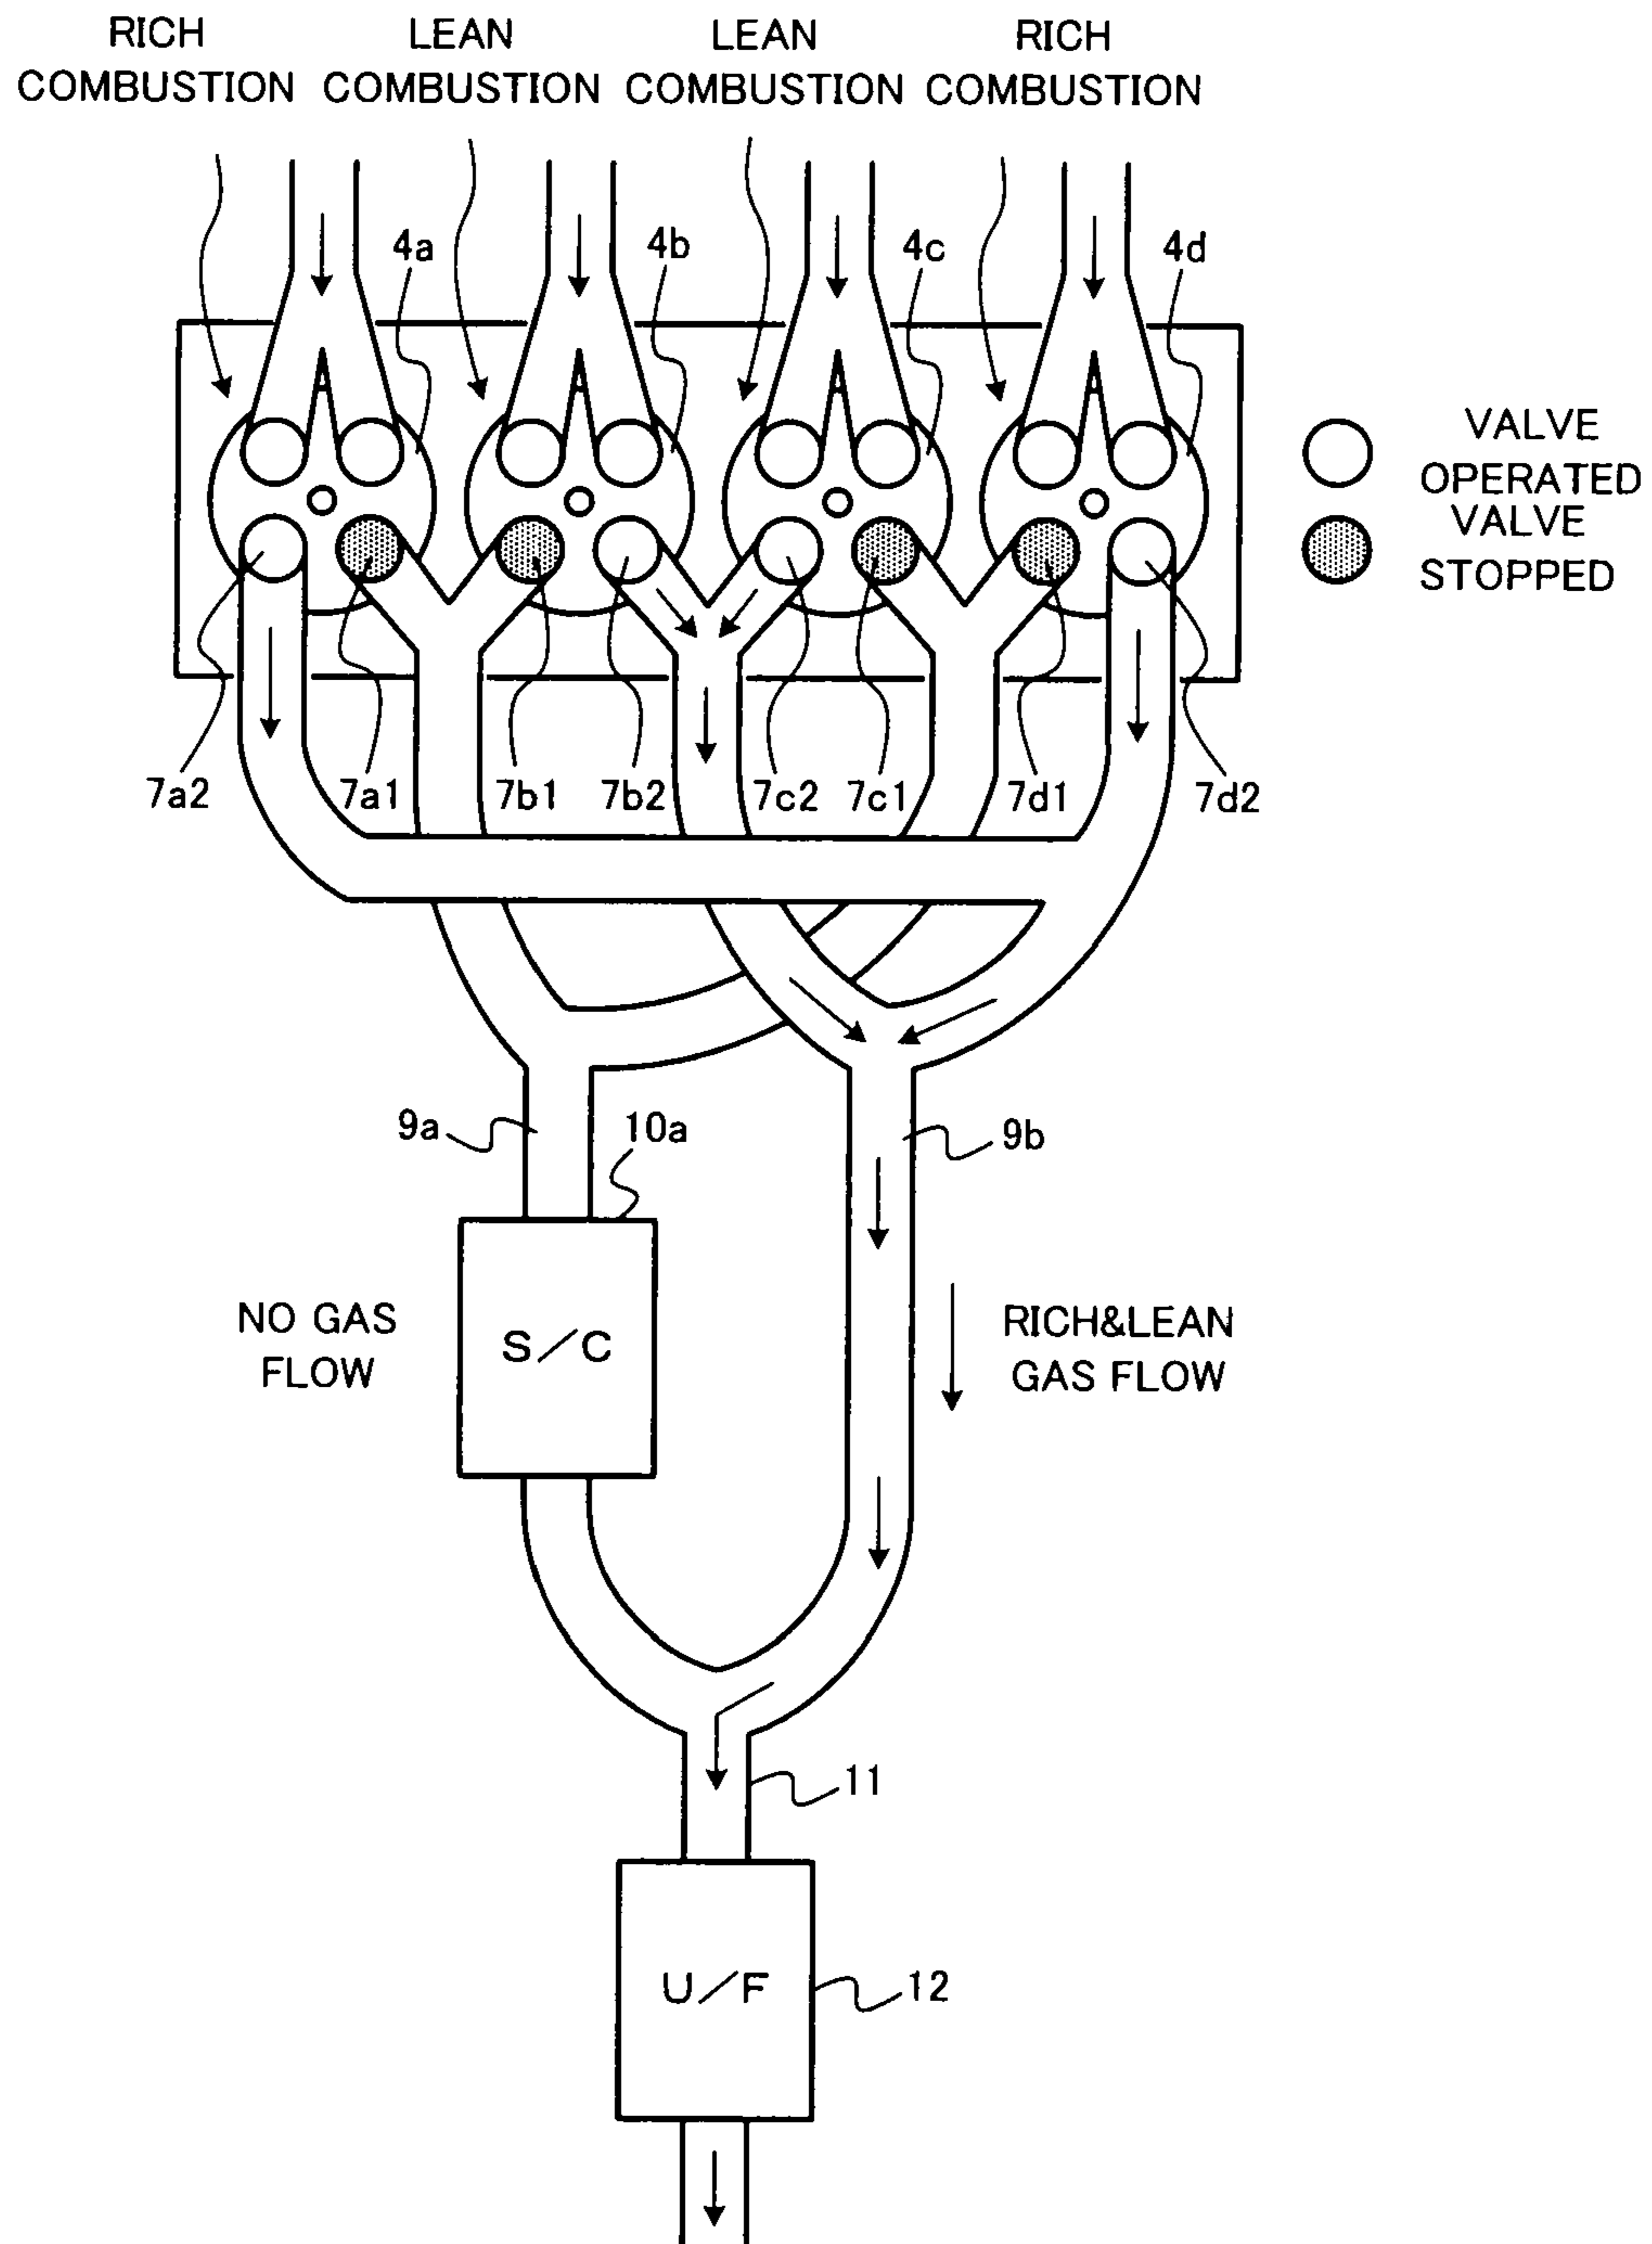 RICH LEAN LEAN RICH
COMBUSTION COMBUSTION COMBUSTION COMBUSTION
4a 4b 4c 4d
VALVE
OPERATED
VALVE
STOPPED
7a2 7a1 7b1 7b2 7c2 7c1 7d1 7d2
9a 10a 9b
NO GAS
FLOW
S/C
RICH&LEAN
GAS FLOW
11
U/F 12